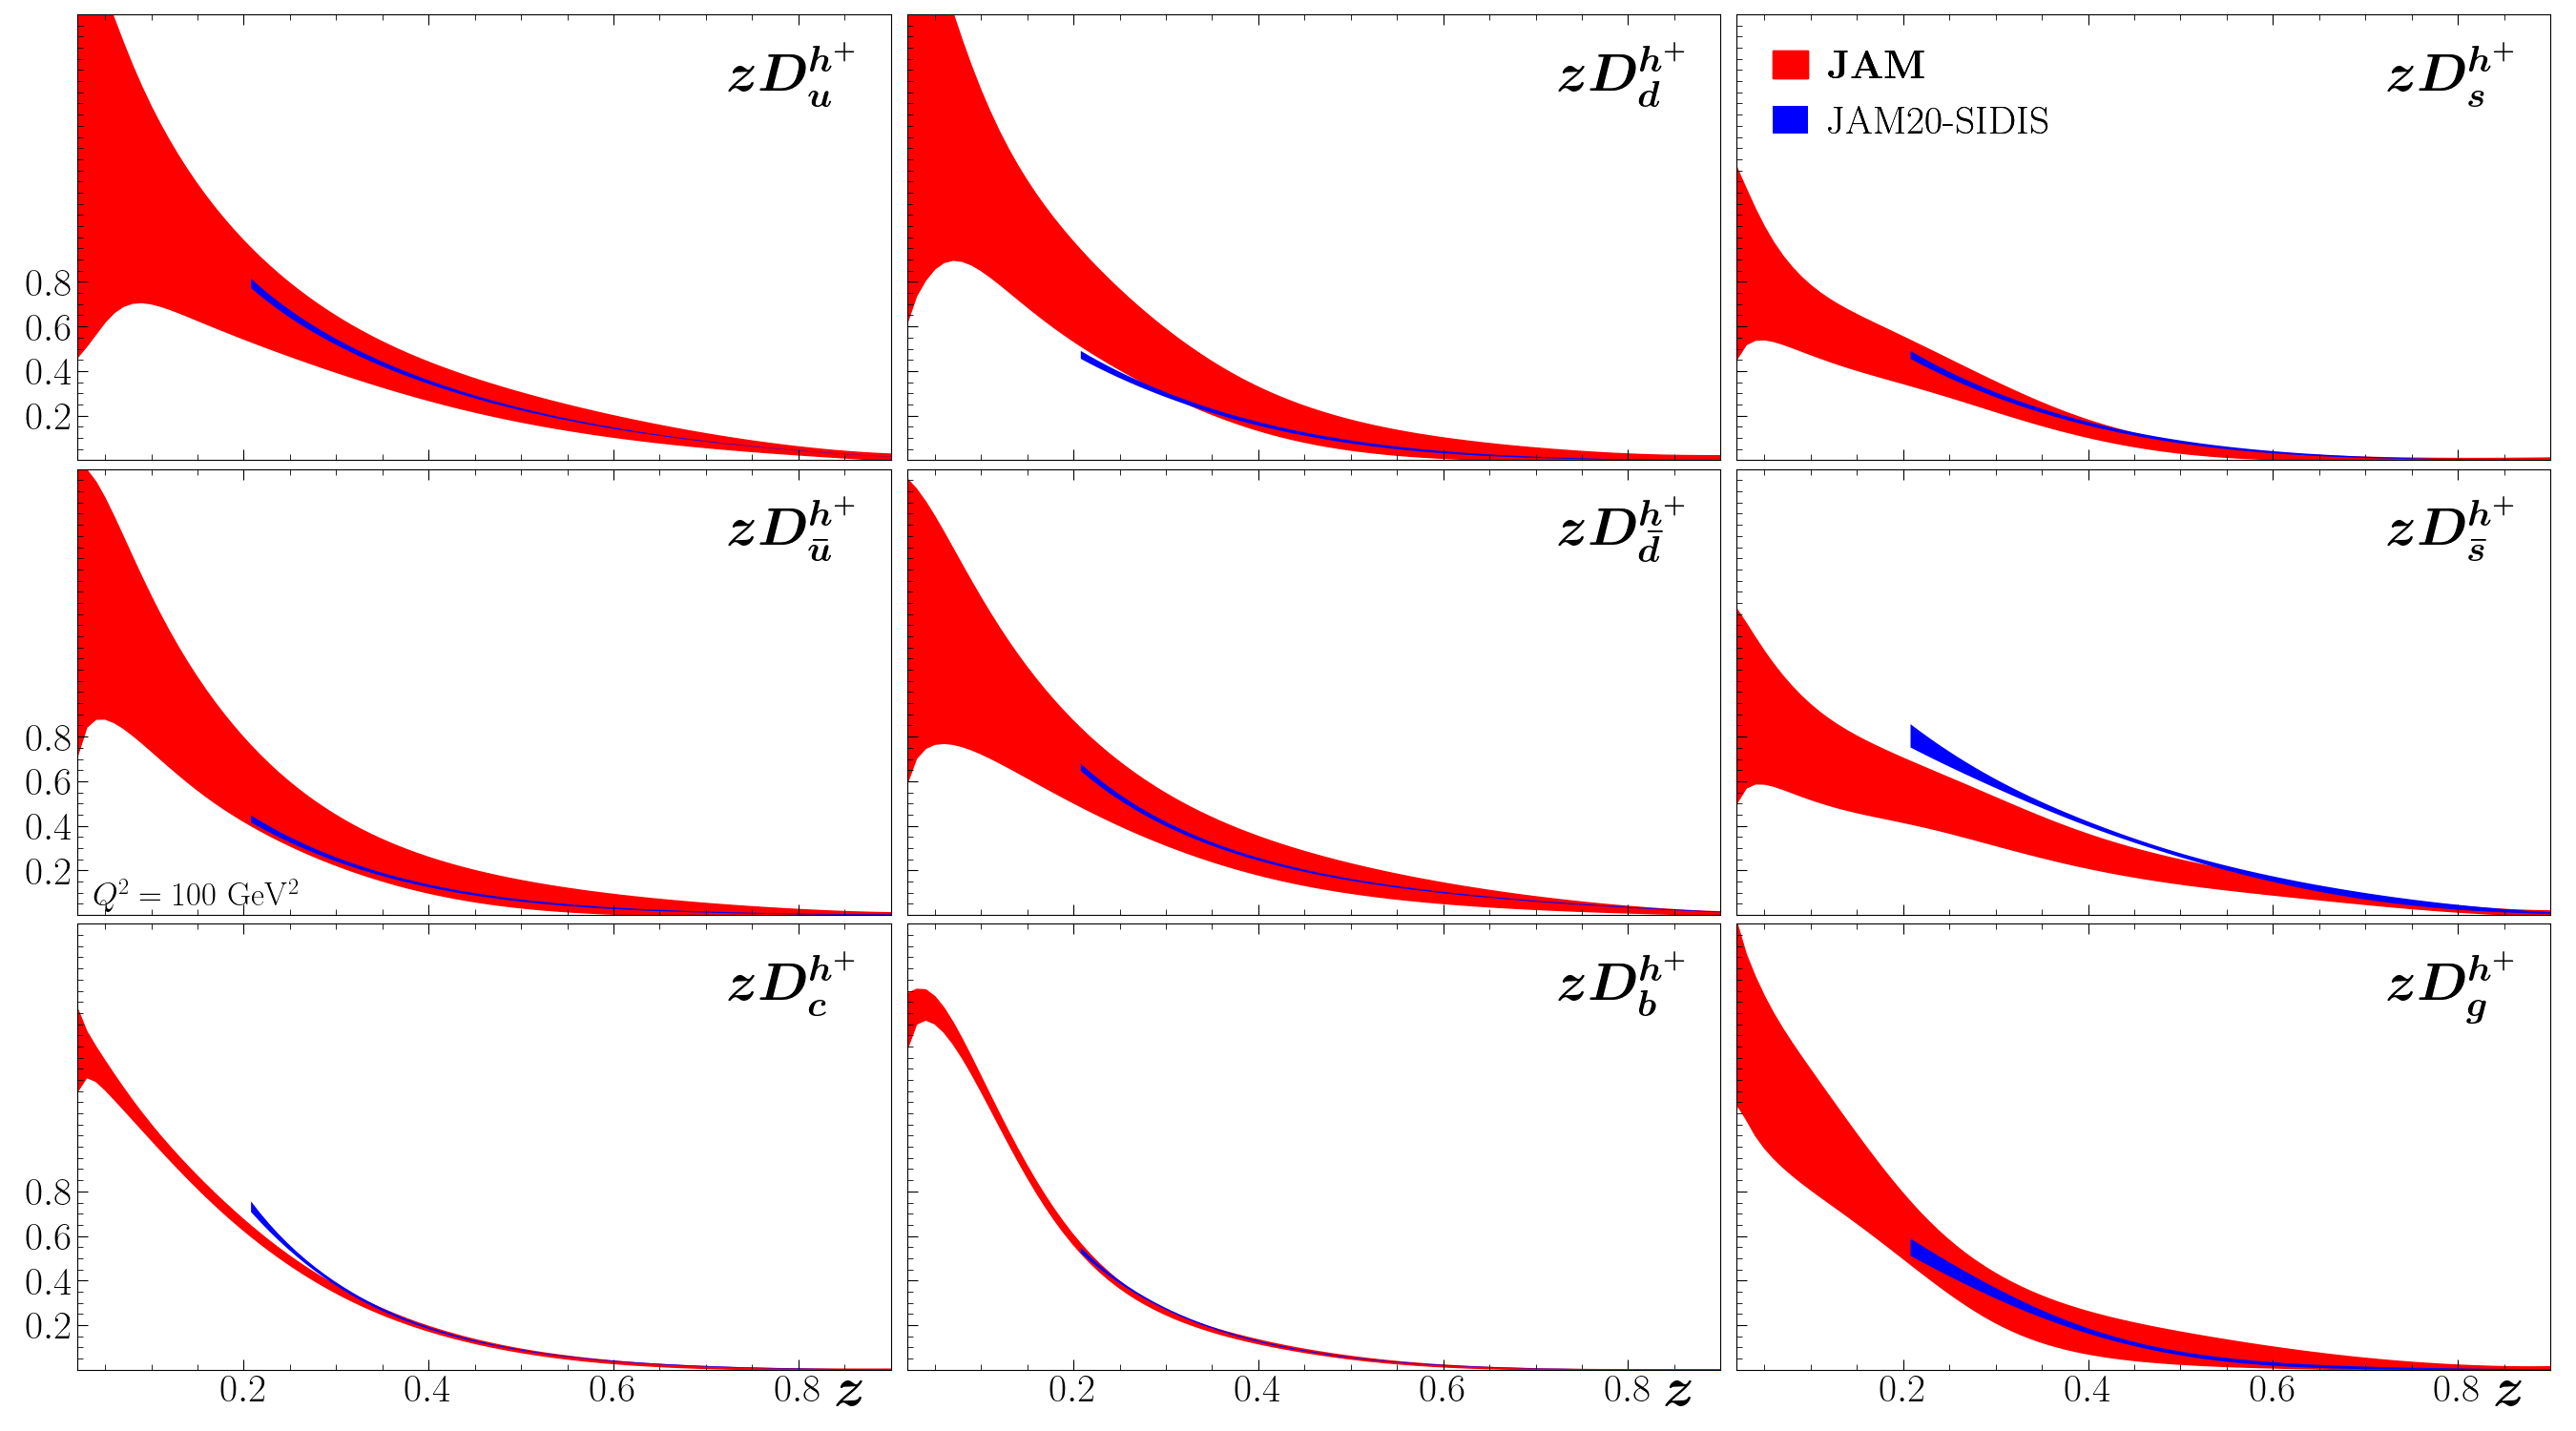 zD_u^{h^+}
zD_d^{h^+}
zD_s^{h^+}
JAM
JAM20-SIDIS
0.8
0.6
0.4
0.2
zD_{ū}^{h^+}
zD_{d̄}^{h^+}
zD_{s̄}^{h^+}
0.8
0.6
0.4
0.2
Q² = 100 GeV²
zD_c^{h^+}
zD_b^{h^+}
zD_g^{h^+}
0.8
0.6
0.4
0.2
0.2 0.4 0.6 0.8 z
0.2 0.4 0.6 0.8 z
0.2 0.4 0.6 0.8 z